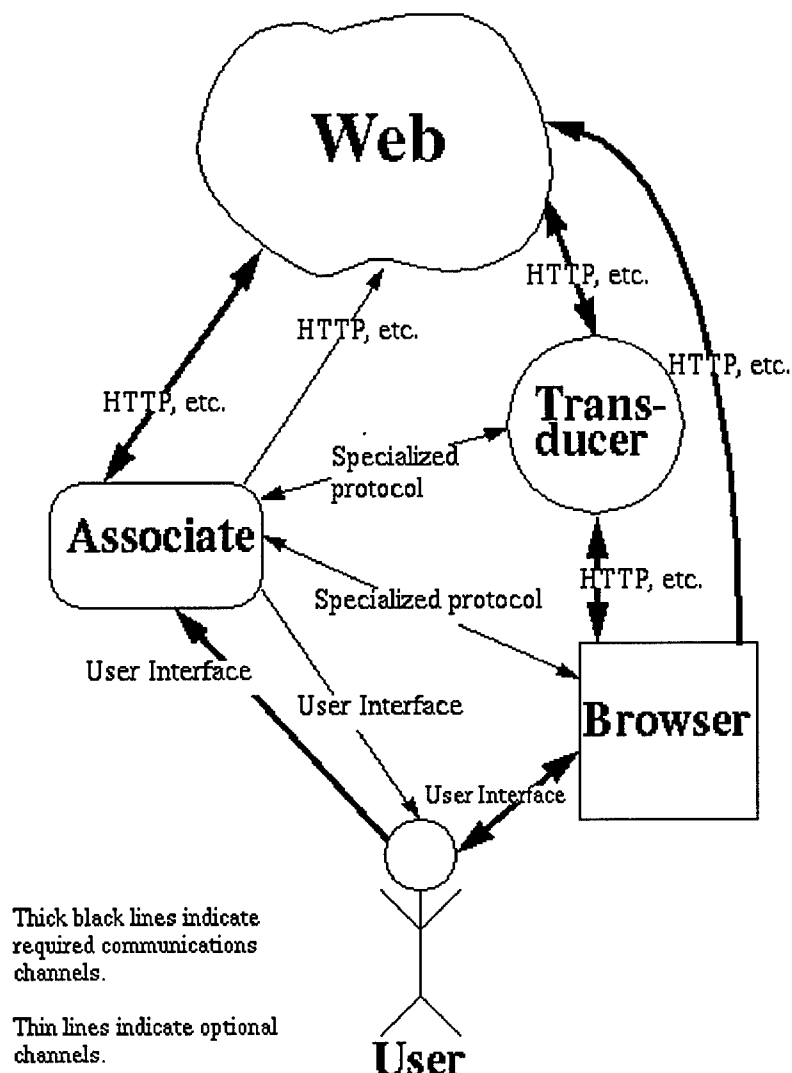 Web
HTTP, etc.
HTTP, etc.
HTTP, etc.
HTTP, etc.
Trans-
ducer
Specialized
protocol
Associate
HTTP, etc.
Specialized protocol
User Interface
User Interface
Browser
User Interface
Thick black lines indicate
required communications
channels.
Thin lines indicate optional
channels.
User